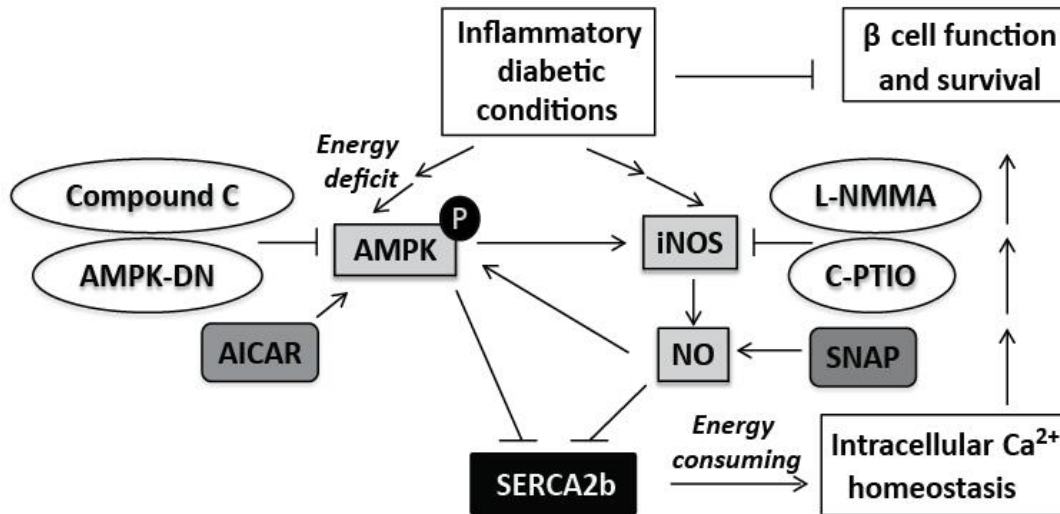 Inflammatory
diabetic
conditions
β cell function
and survival
Energy
deficit
Compound C
AMPK-DN
P
AMPK
iNOS
L-NMMA
C-PTIO
AICAR
NO
SNAP
Energy
consuming
SERCA2b
Intracellular Ca²⁺
homeostasis